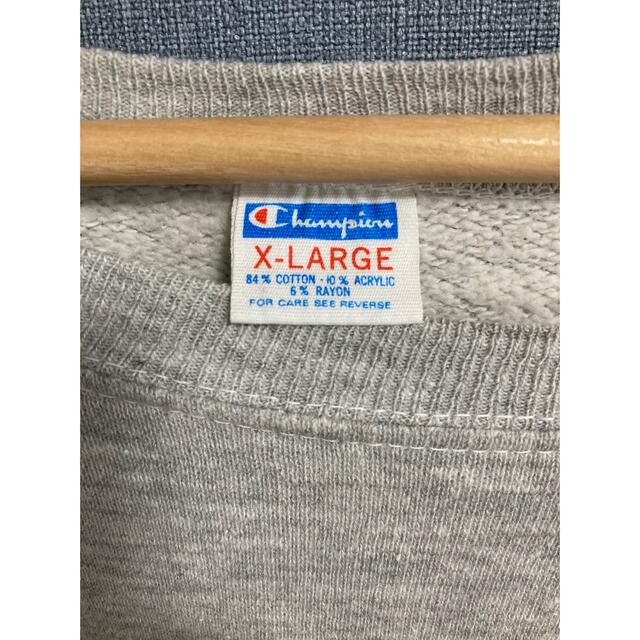 Champion
X-LARGE
84% COTTON · 10% ACRYLIC
6% RAYON
FOR CARE SEE REVERSE